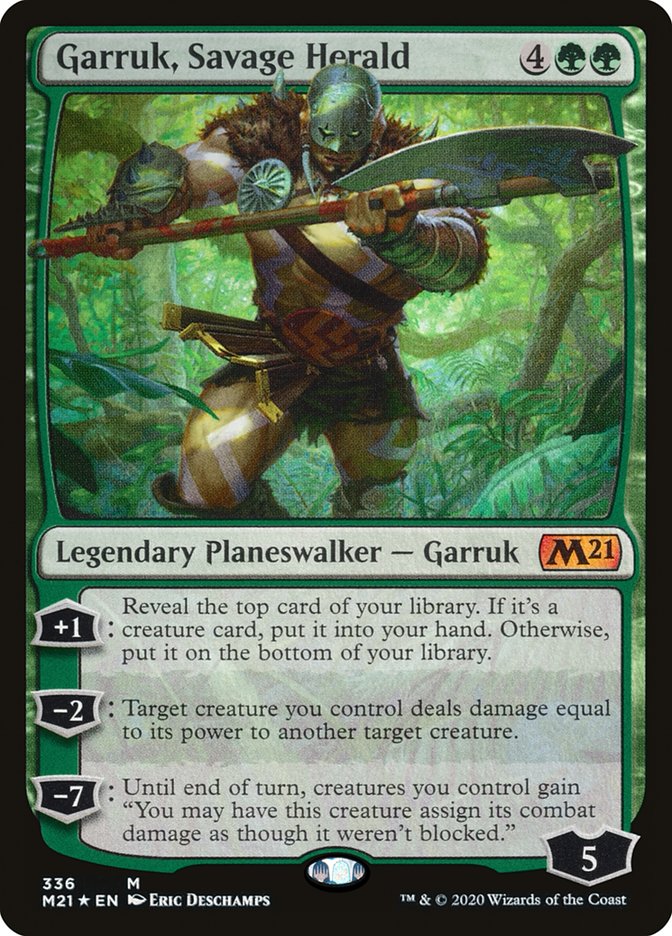 Garruk, Savage Herald 4
Legendary Planeswalker — Garruk M21
+1: Reveal the top card of your library. If it's a
creature card, put it into your hand. Otherwise,
put it on the bottom of your library.
−2: Target creature you control deals damage equal
to its power to another target creature.
−7: Until end of turn, creatures you control gain
“You may have this creature assign its combat
damage as though it weren't blocked.”
5
336 M
M21 ★ EN Eric Deschamps
™ & © 2020 Wizards of the Coast